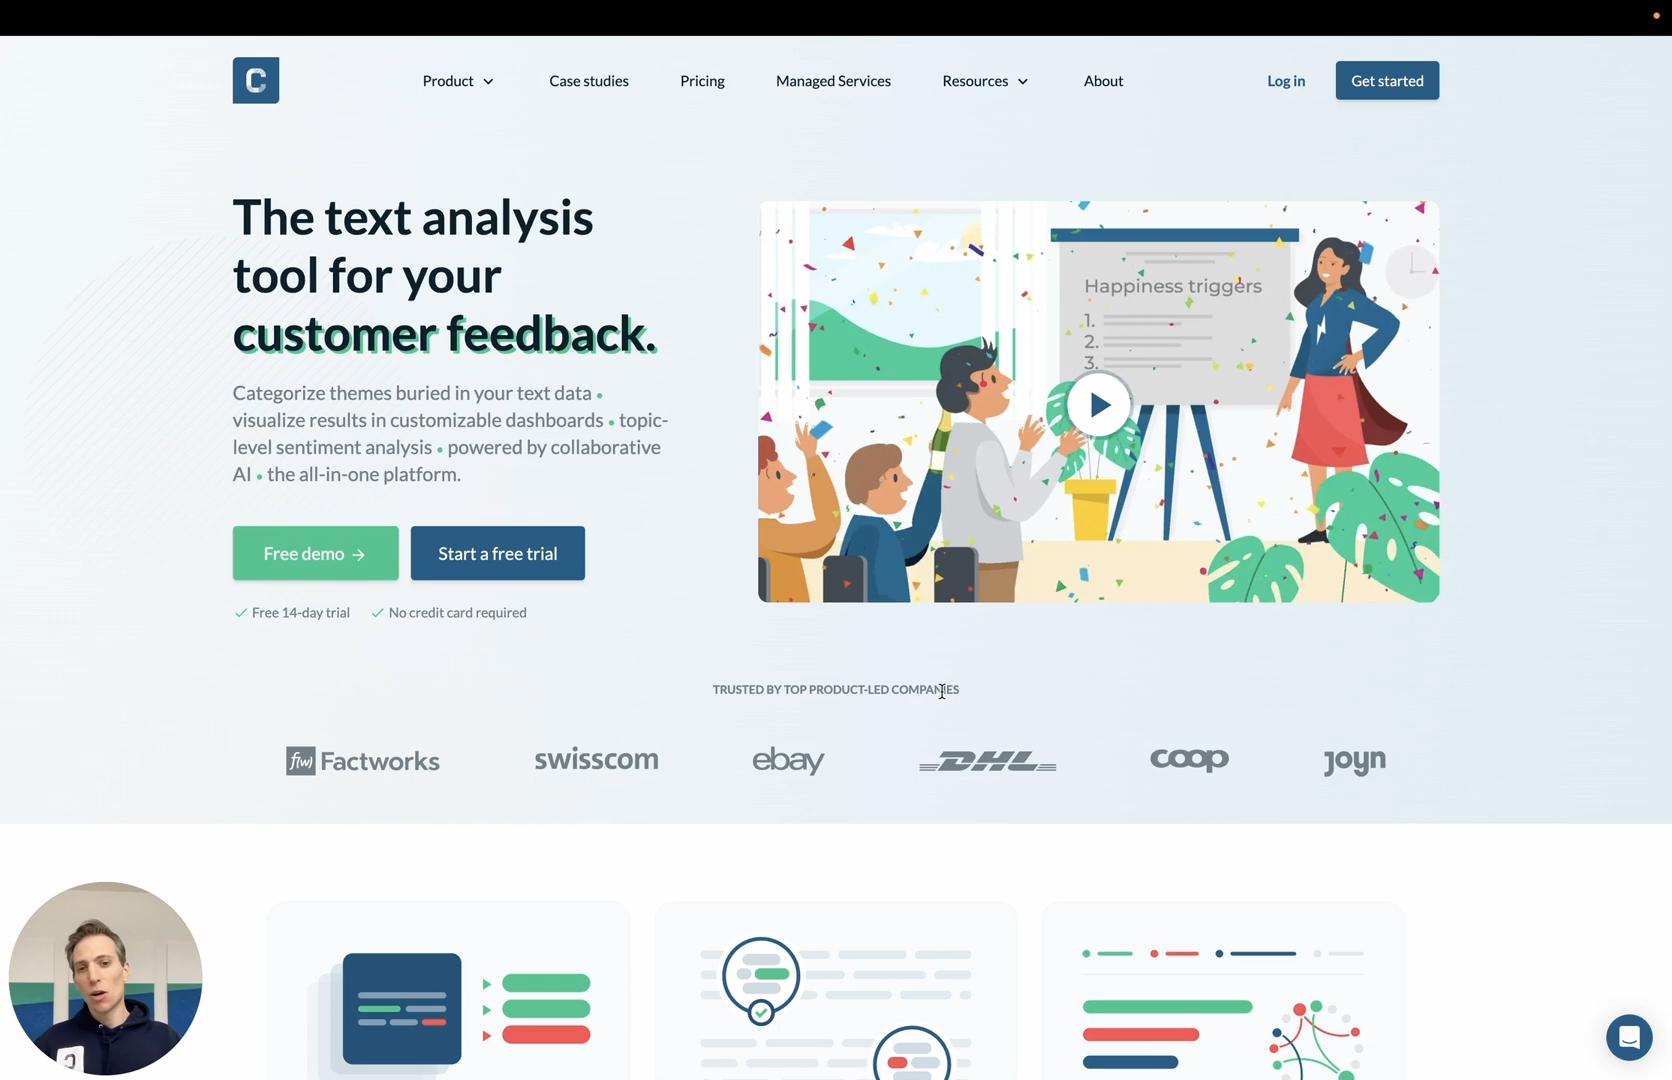 C
Product
Case studies
Pricing
Managed Services
Resources
About
Log in
Get started
The text analysis
tool for your
customer feedback.
Categorize themes buried in your text data •
visualize results in customizable dashboards • topic-
level sentiment analysis • powered by collaborative
AI • the all-in-one platform.
Free demo →
Start a free trial
Free 14-day trial
No credit card required
Happiness triggers
1.
2.
3.
TRUSTED BY TOP PRODUCT-LED COMPANIES
f(w) Factworks
swisscom
ebay
DHL
coop
joyn